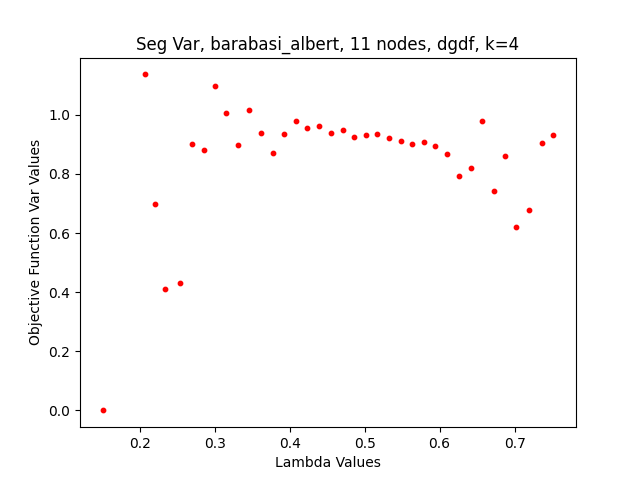 Seg Var, barabasi_albert, 11 nodes, dgdf, k=4
1.0
0.8
0.6
0.4
0.2
0.0
Objective Function Var Values
0.2 0.3 0.4 0.5 0.6 0.7
Lambda Values